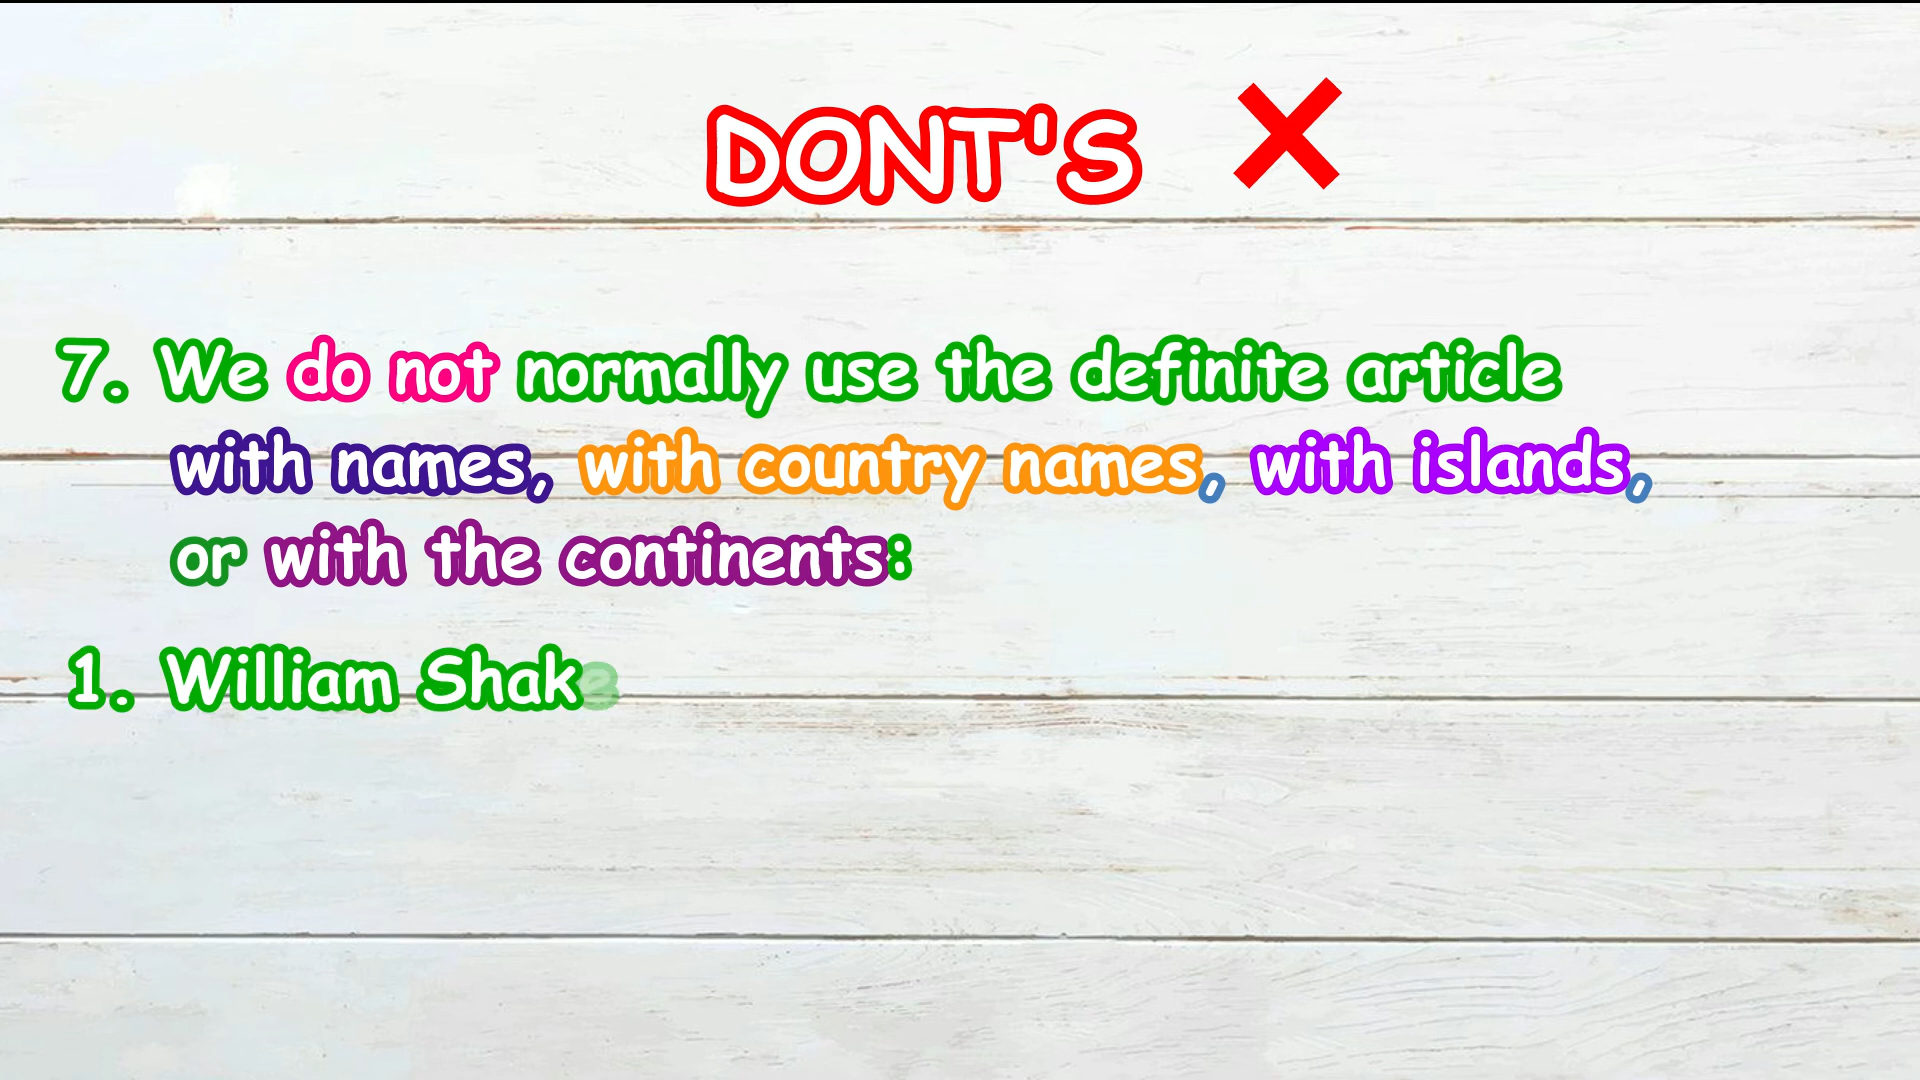 DONT'S
7. We do not normally use the definite article
with names, with country names, with islands,
or with the continents:
1. William Shake